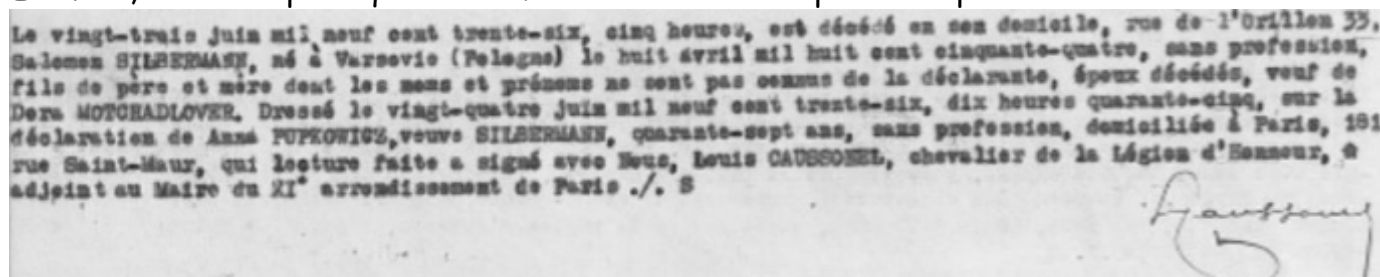 Le vingt-trois juin mil neuf cent trente-six, cinq heures, est décédé en son domicile, rue de l'Orillon 33,
Salomon SILBERMANN, né à Varsovie (Pologne) le huit avril mil huit cent cinquante-quatre, sans profession,
fils de père et mère dont les noms et prénoms ne sont pas connus de la déclarante, époux décédés, veuf de
Dora MOTCHADLOVER. Dressé le vingt-quatre juin mil neuf cent trente-six, dix heures quarante-cinq, sur la
déclaration de Anna PUPKOWICZ, veuve SILBERMANN, quarante-sept ans, sans profession, domiciliée à Paris, 181
rue Saint-Maur, qui lecture faite a signé avec Nous, Louis CAUSSONEL, chevalier de la Légion d'Honneur,
adjoint au Maire du XI° arrondissement de Paris ./. S